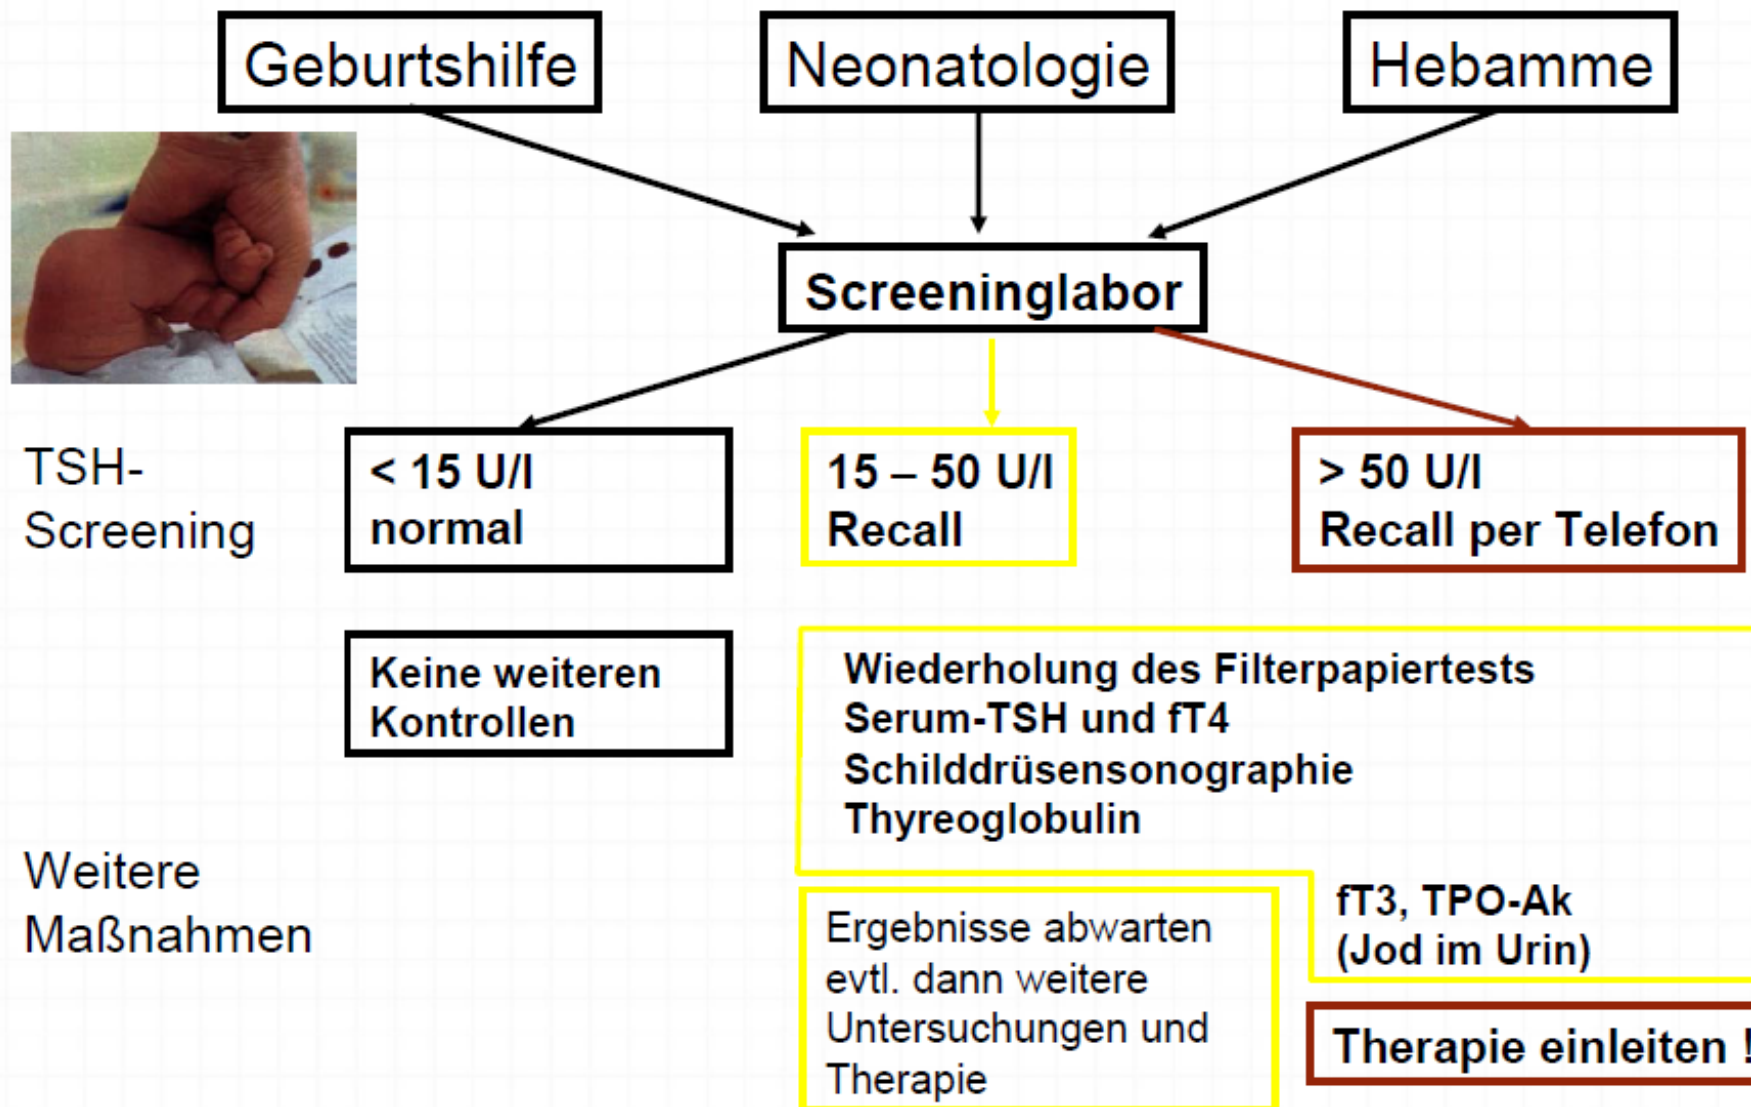 Geburtshilfe
Neonatologie
Hebamme
Screeninglabor
TSH-
Screening
< 15 U/l
normal
15 – 50 U/l
Recall
> 50 U/l
Recall per Telefon
Keine weiteren
Kontrollen
Wiederholung des Filterpapiertests
Serum-TSH und fT4
Schilddrüsensonographie
Thyreoglobulin
Weitere
Maßnahmen
fT3, TPO-Ak
(Jod im Urin)
Ergebnisse abwarten
evtl. dann weitere
Untersuchungen und
Therapie
Therapie einleiten !